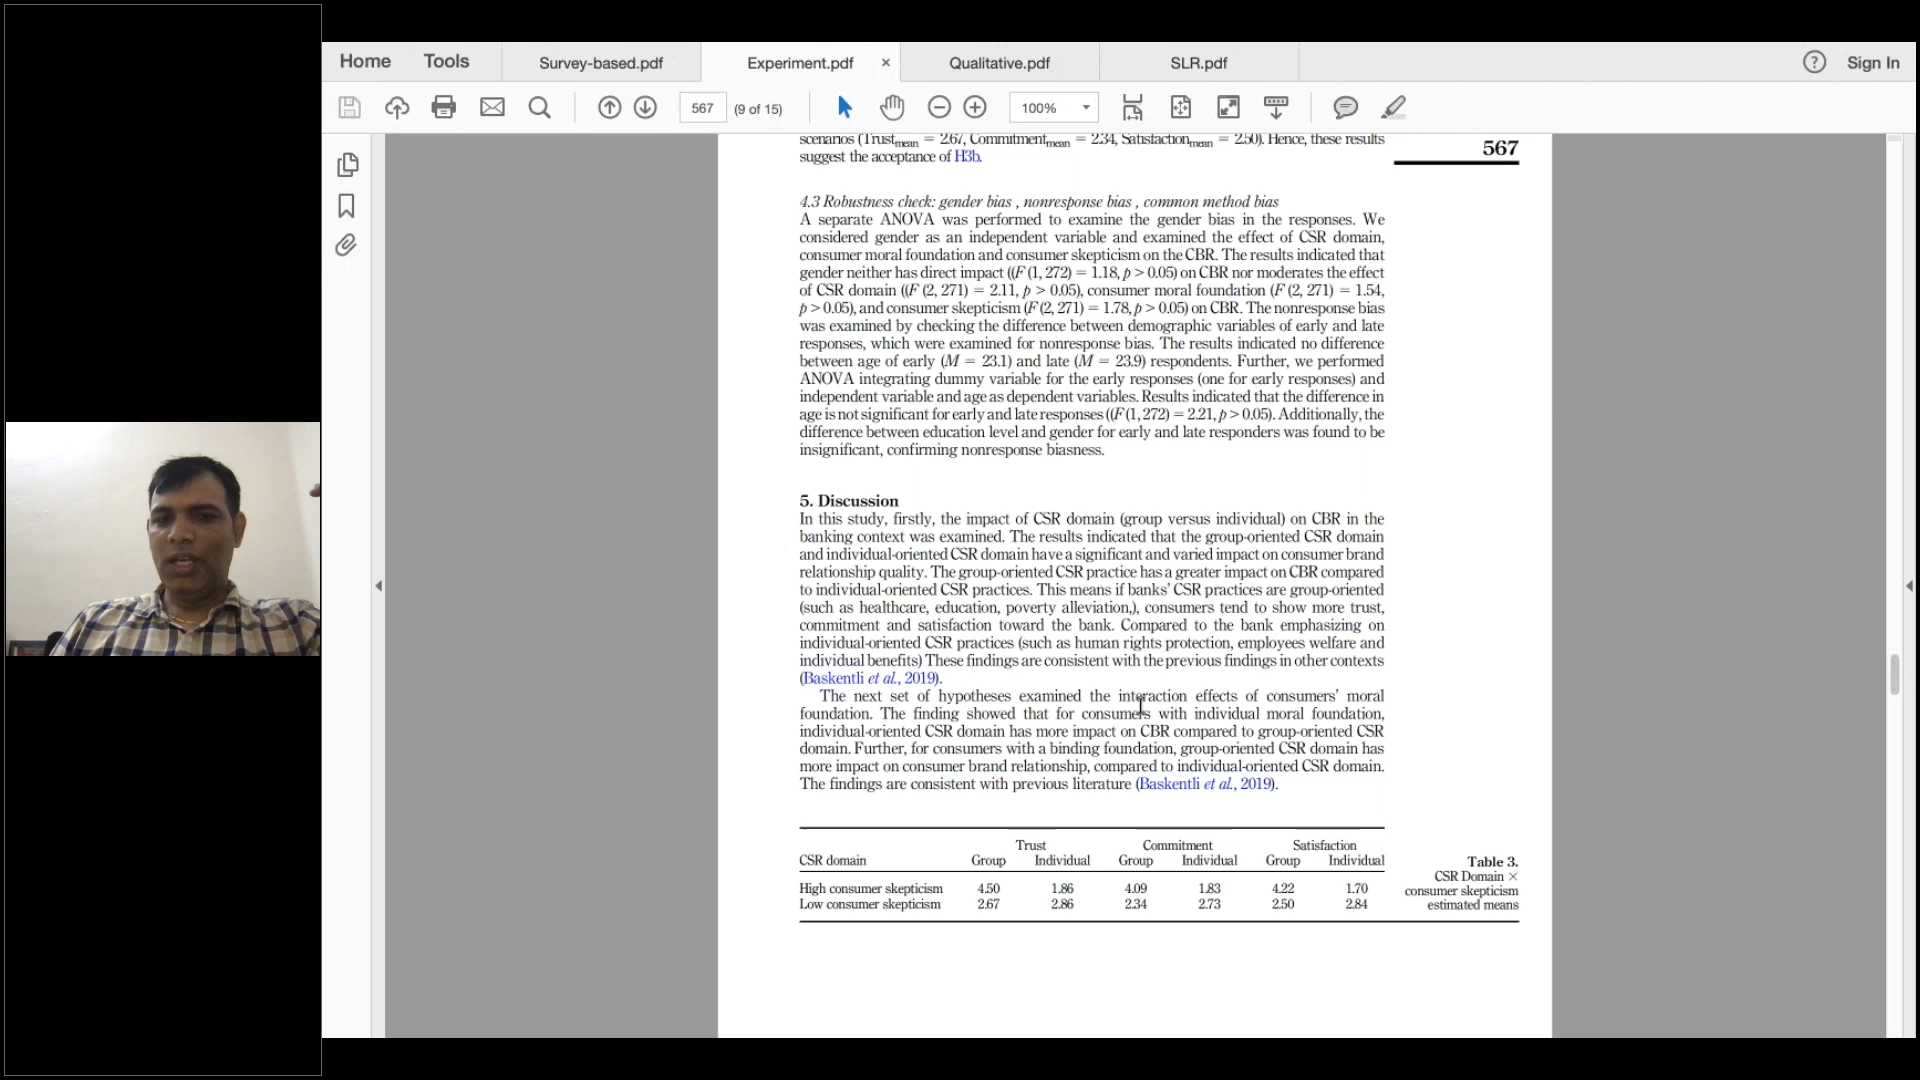 Home Tools Survey-based.pdf Experiment.pdf × Qualitative.pdf SLR.pdf ? Sign In
567 (9 of 15) 100%
scenarios (Trustmean = 2.67, Commitmentmean = 2.34, Satisfactionmean = 2.50). Hence, these results
suggest the acceptance of H3b.
567
4.3 Robustness check: gender bias , nonresponse bias , common method bias
A separate ANOVA was performed to examine the gender bias in the responses. We
considered gender as an independent variable and examined the effect of CSR domain,
consumer moral foundation and consumer skepticism on the CBR. The results indicated that
gender neither has direct impact ((F (1, 272) = 1.18, p > 0.05) on CBR nor moderates the effect
of CSR domain ((F (2, 271) = 2.11, p > 0.05), consumer moral foundation (F (2, 271) = 1.54,
p > 0.05), and consumer skepticism (F (2, 271) = 1.78, p > 0.05) on CBR. The nonresponse bias
was examined by checking the difference between demographic variables of early and late
responses, which were examined for nonresponse bias. The results indicated no difference
between age of early (M = 23.1) and late (M = 23.9) respondents. Further, we performed
ANOVA integrating dummy variable for the early responses (one for early responses) and
independent variable and age as dependent variables. Results indicated that the difference in
age is not significant for early and late responses ((F (1, 272) = 2.21, p > 0.05). Additionally, the
difference between education level and gender for early and late responders was found to be
insignificant, confirming nonresponse biasness.
5. Discussion
In this study, firstly, the impact of CSR domain (group versus individual) on CBR in the
banking context was examined. The results indicated that the group-oriented CSR domain
and individual-oriented CSR domain have a significant and varied impact on consumer brand
relationship quality. The group-oriented CSR practice has a greater impact on CBR compared
to individual-oriented CSR practices. This means if banks' CSR practices are group-oriented
(such as healthcare, education, poverty alleviation,), consumers tend to show more trust,
commitment and satisfaction toward the bank. Compared to the bank emphasizing on
individual-oriented CSR practices (such as human rights protection, employees welfare and
individual benefits) These findings are consistent with the previous findings in other contexts
(Baskentli et al., 2019).
The next set of hypotheses examined the interaction effects of consumers' moral
foundation. The finding showed that for consumers with individual moral foundation,
individual-oriented CSR domain has more impact on CBR compared to group-oriented CSR
domain. Further, for consumers with a binding foundation, group-oriented CSR domain has
more impact on consumer brand relationship, compared to individual-oriented CSR domain.
The findings are consistent with previous literature (Baskentli et al., 2019).
Trust Commitment Satisfaction
CSR domain Group Individual Group Individual Group Individual
High consumer skepticism 4.50 1.86 4.09 1.83 4.22 1.70
Low consumer skepticism 2.67 2.86 2.34 2.73 2.50 2.84
Table 3.
CSR Domain ×
consumer skepticism
estimated means